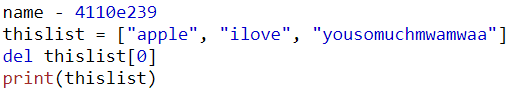 name - 4110e239
thislist = ["apple", "ilove", "yousomuchmwamwaa"]
del thislist[0]
print(thislist)